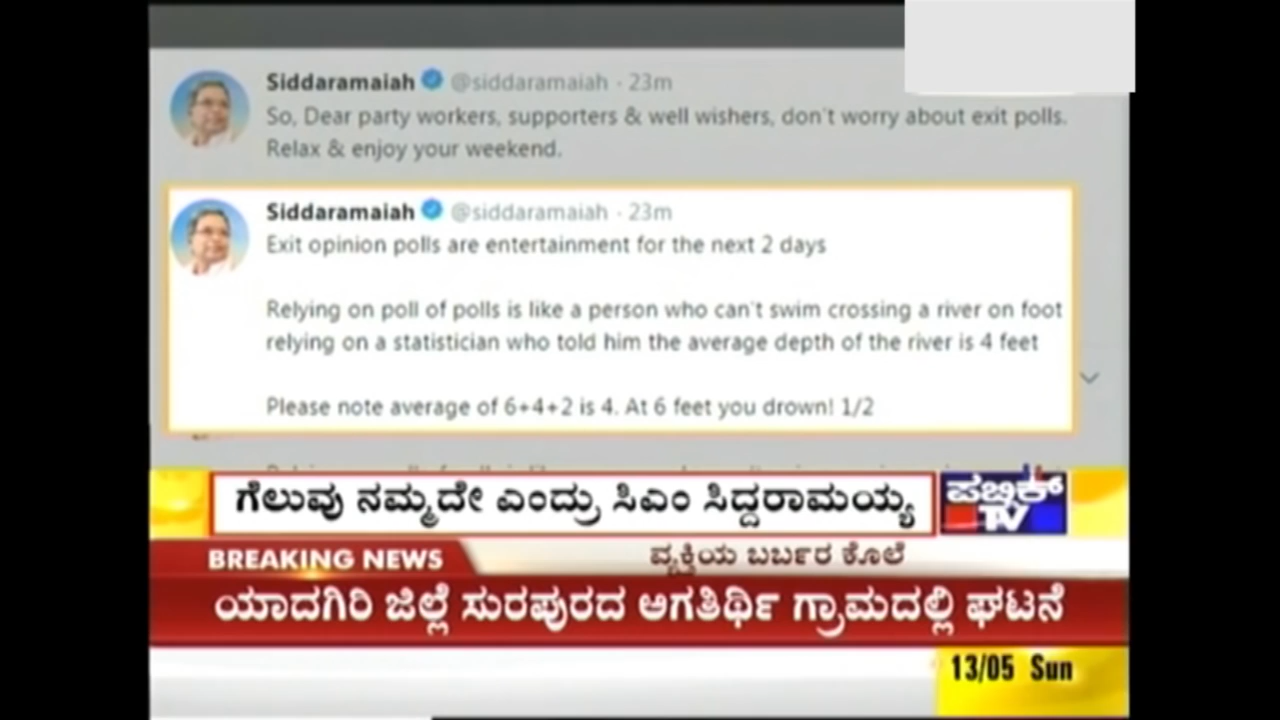 Siddaramaiah @siddaramaiah · 23m
So, Dear party workers, supporters & well wishers, don't worry about exit polls.
Relax & enjoy your weekend.
Siddaramaiah @siddaramaiah · 23m
Exit opinion polls are entertainment for the next 2 days
Relying on poll of polls is like a person who can't swim crossing a river on foot
relying on a statistician who told him the average depth of the river is 4 feet
Please note average of 6+4+2 is 4. At 6 feet you drown! 1/2
ಗೆಲುವು ನಮ್ಮದೇ ಎಂದ್ರು ಸಿಎಂ ಸಿದ್ದರಾಮಯ್ಯ
ಪಬ್ಲಿಕ್
TV
BREAKING NEWS
ವ್ಯಕ್ತಿಯ ಬರ್ಬರ ಕೊಲೆ
ಯಾದಗಿರಿ ಜಿಲ್ಲೆ ಸುರಪುರದ ಅಗತಿರ್ಥ ಗ್ರಾಮದಲ್ಲಿ ಘಟನೆ
13/05 Sun